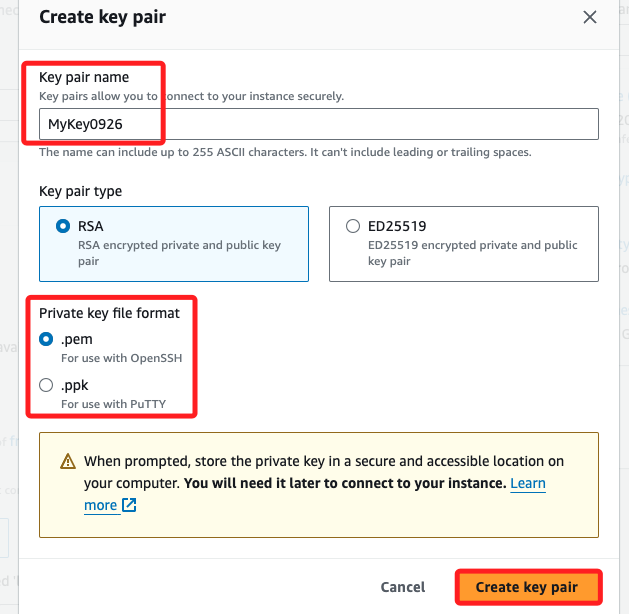 Create key pair
Key pair name
Key pairs allow you to connect to your instance securely.
MyKey0926
The name can include up to 255 ASCII characters. It can't include leading or trailing spaces.
Key pair type
RSA
RSA encrypted private and public key
pair
ED25519
ED25519 encrypted private and public
key pair
Private key file format
.pem
For use with OpenSSH
.ppk
For use with PuTTY
When prompted, store the private key in a secure and accessible location on
your computer. You will need it later to connect to your instance. Learn
more
Cancel
Create key pair